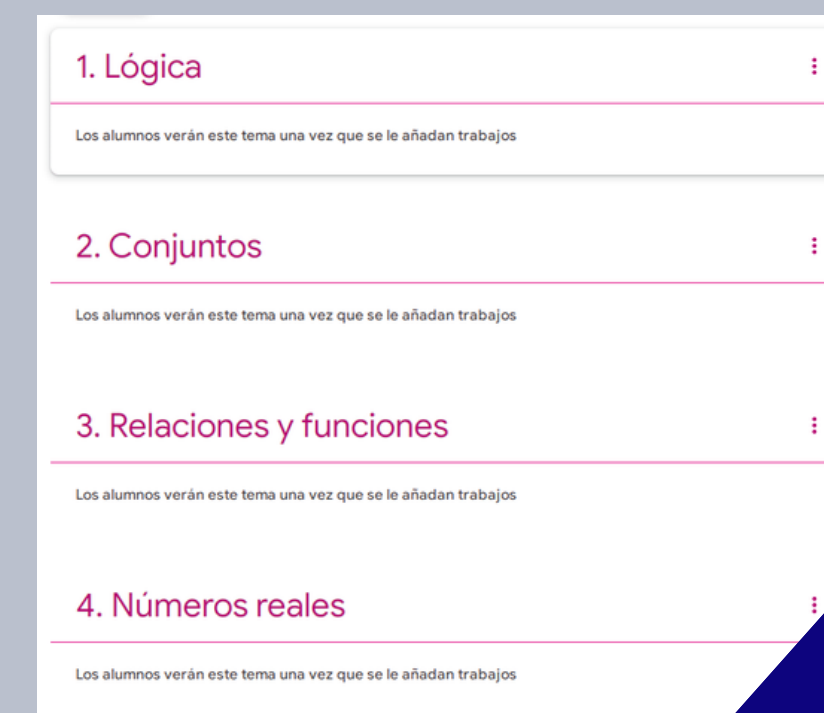 1. Lógica
Los alumnos verán este tema una vez que se le añadan trabajos
2. Conjuntos
Los alumnos verán este tema una vez que se le añadan trabajos
3. Relaciones y funciones
Los alumnos verán este tema una vez que se le añadan trabajos
4. Números reales
Los alumnos verán este tema una vez que se le añadan trabajos